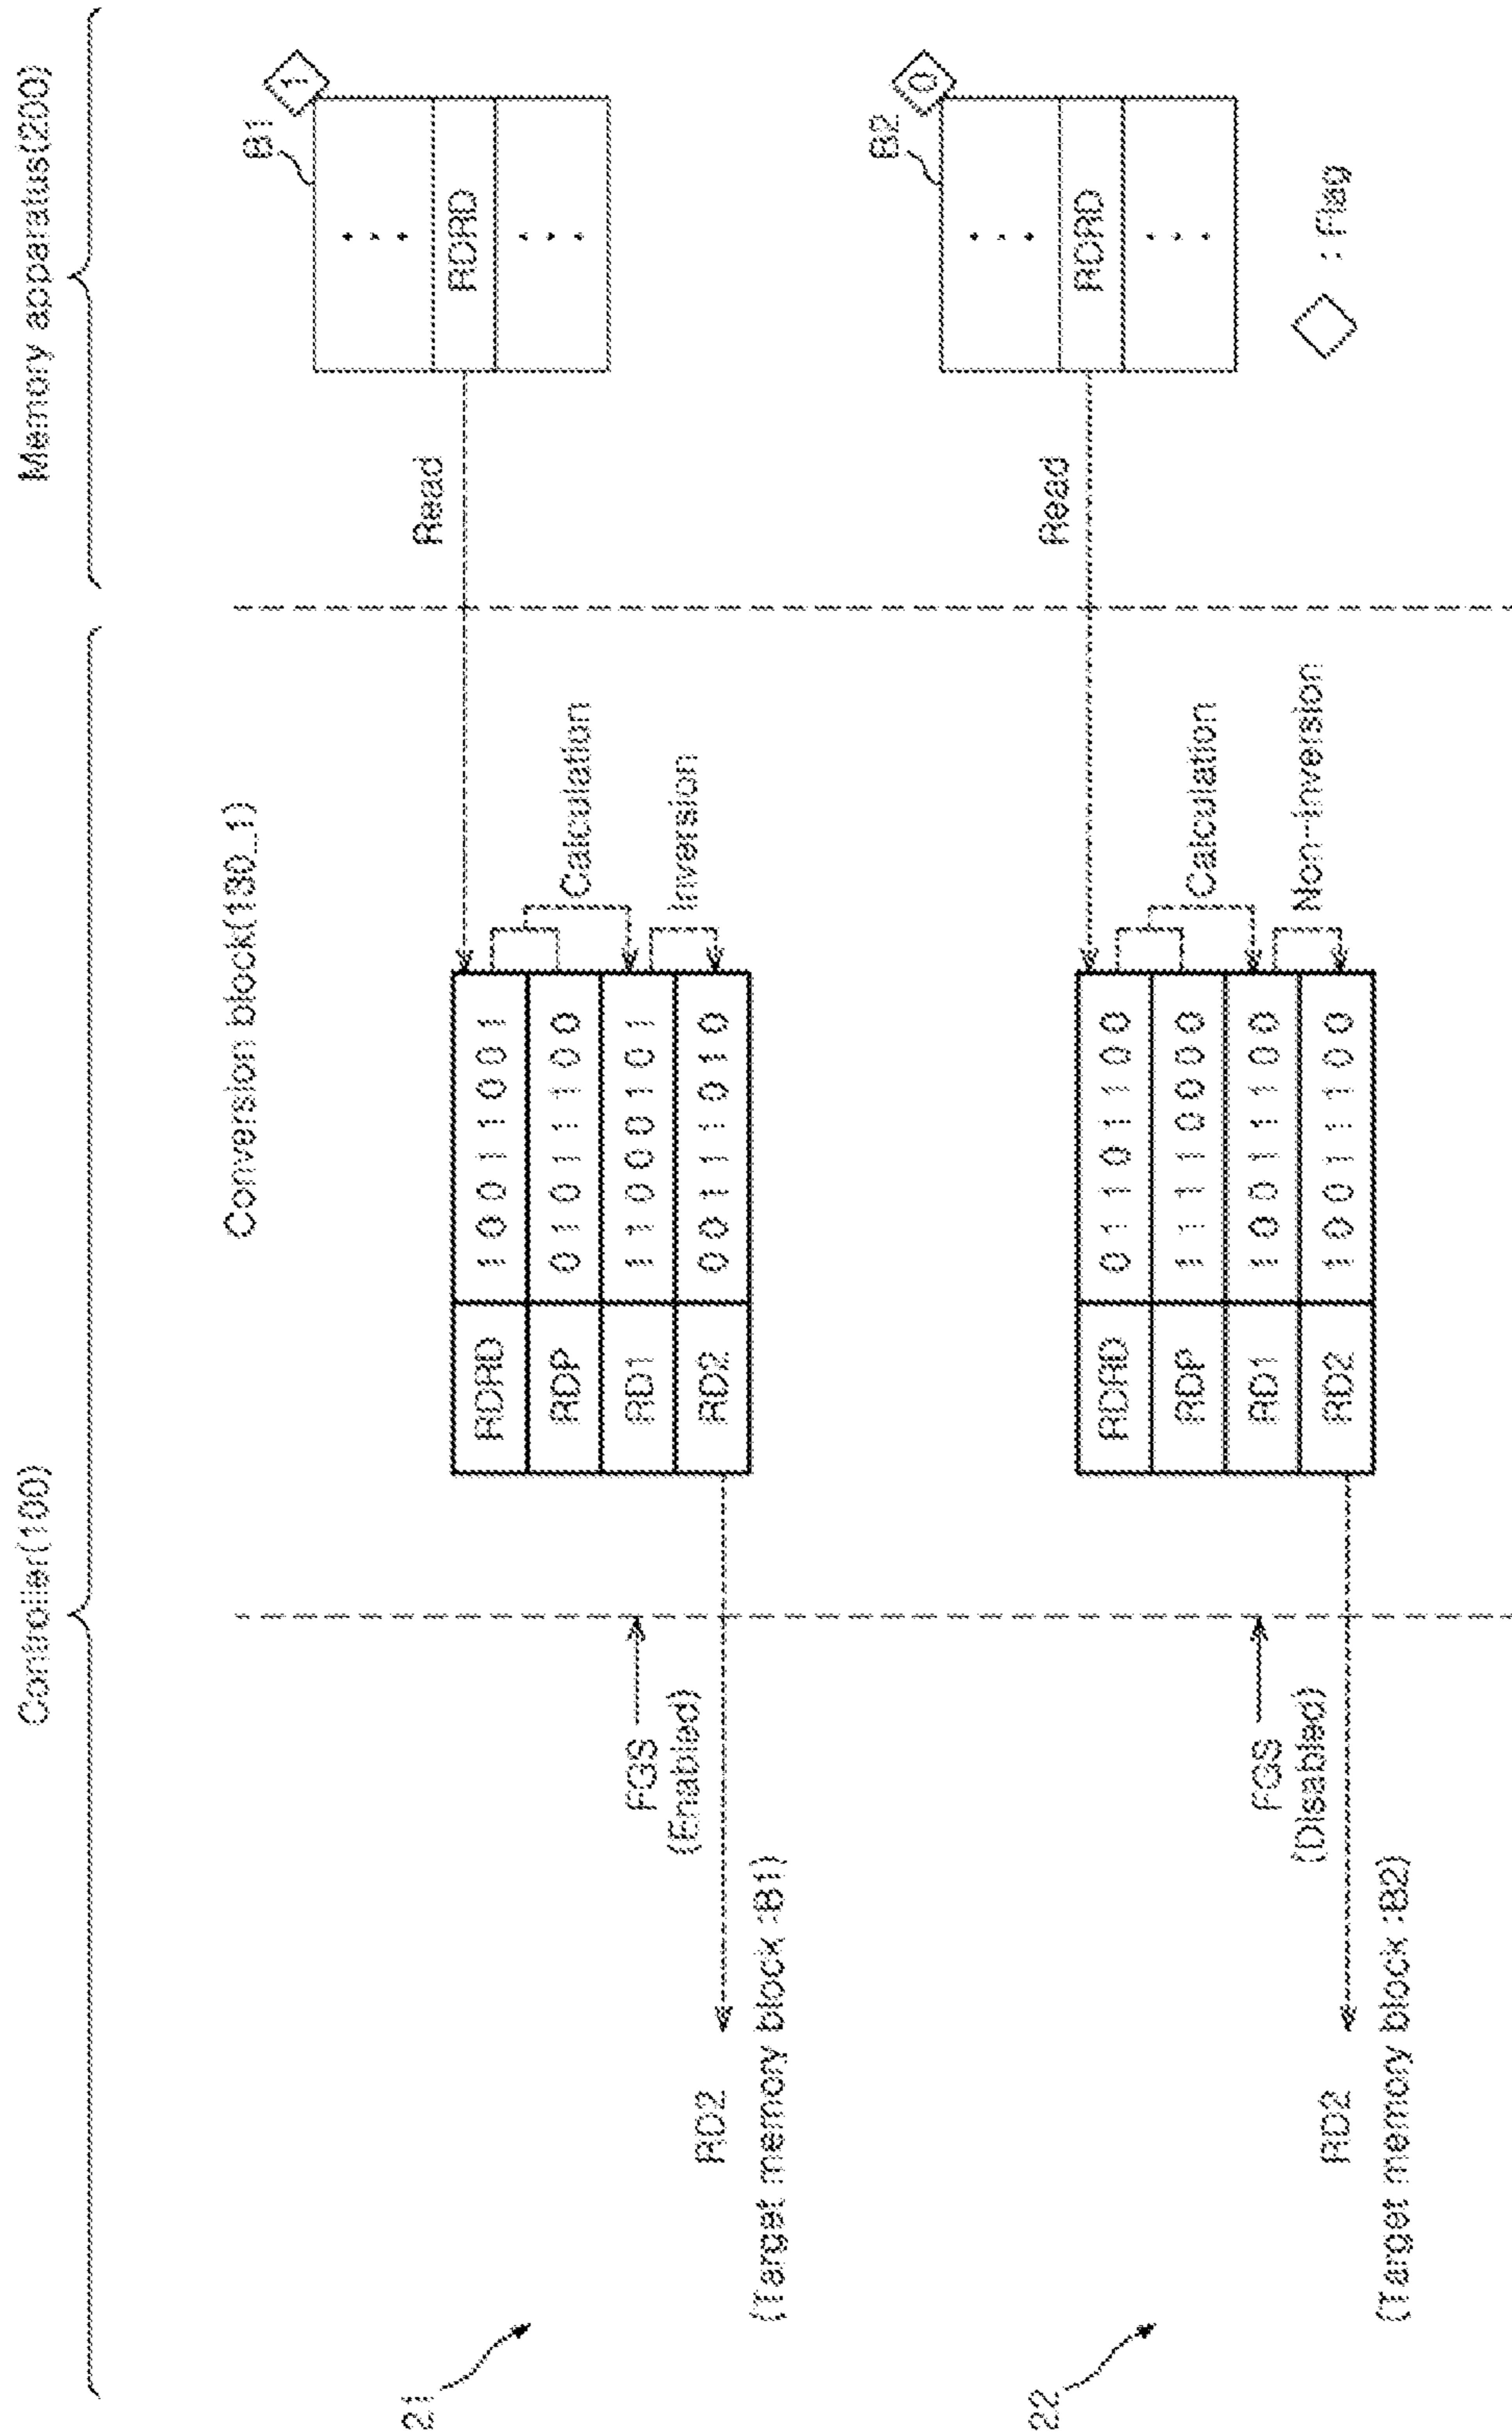 Controller(100)
Memory apparatus(200)
Conversion block
21
B1
1
Read
RDRD
RDRD 1 0 0 1 1 0 0 1
RDP 0 1 0 1 1 1 0 0
RD1 1 1 0 0 0 1 0 1
RD2 0 0 1 1 1 0 1 0
Calculation
Inversion
FGS
(Enabled)
RD2
(Target memory block :B1)
22
B2
0
Read
RDRD
RDRD 0 1 1 0 1 1 0 0
RDP 1 1 1 1 0 0 0 0
RD1 1 0 0 1 1 1 0 0
RD2 1 0 0 1 1 1 0 0
Calculation
Non-inversion
FGS
(Disabled)
RD2
(Target memory block :B2)
: Flag